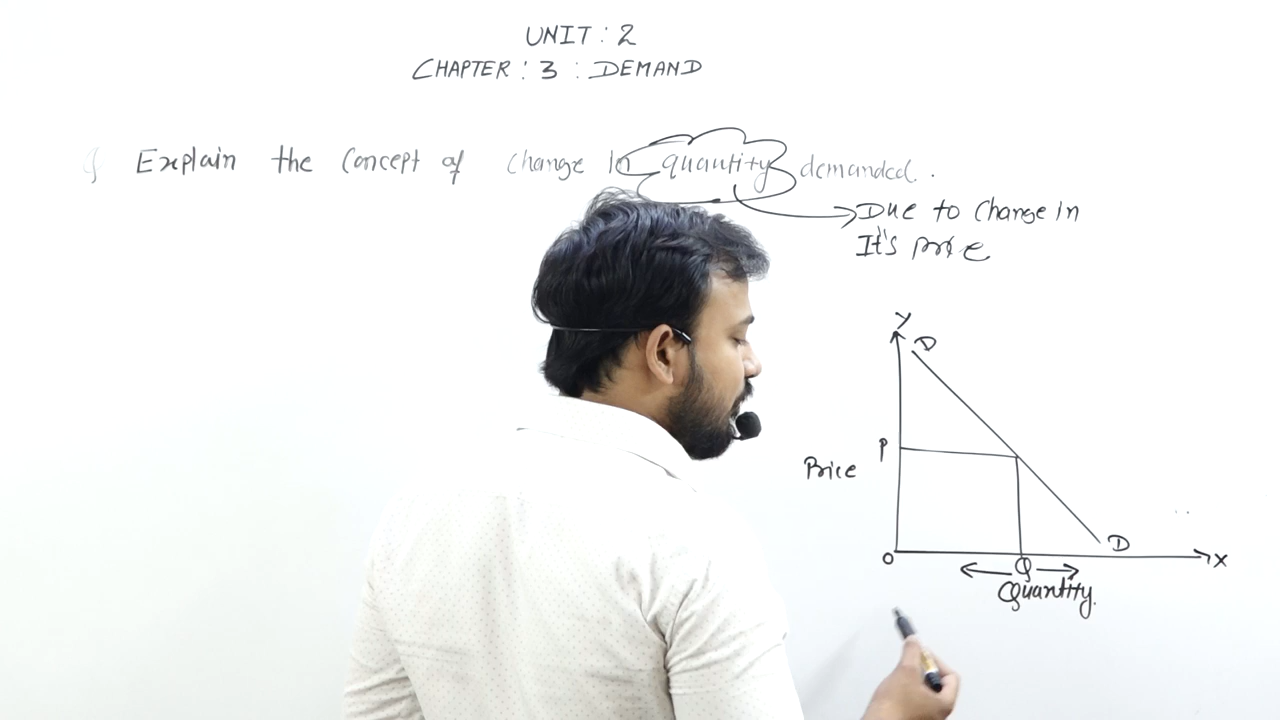 UNIT : 2
CHAPTER : 3 : DEMAND
Explain the Concept of change In quantity demanded.
Due to Change in
It's price
Y
D
P
Price
O
D
X
Q
Quantity.